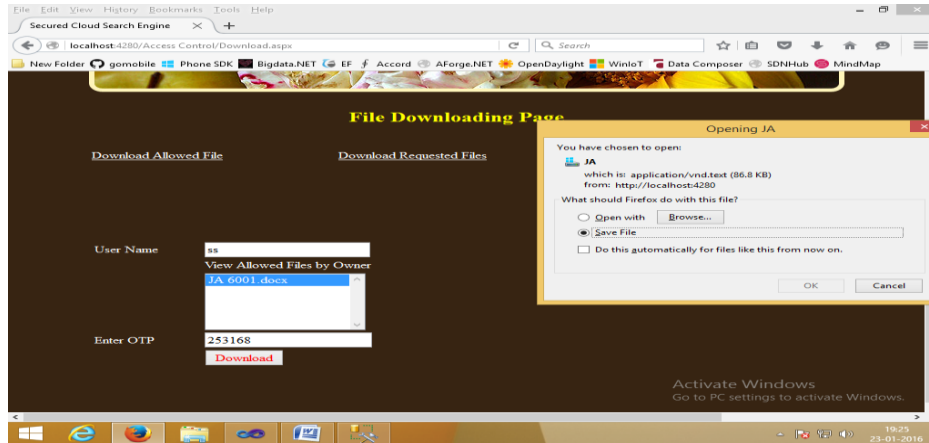 File Edit View History Bookmarks Tools Help
Secured Cloud Search Engine
localhost:4280/Access Control/Download.aspx
Search
New Folder gomobile Phone SDK Bigdata.NET EF Accord AForge.NET OpenDaylight WinIoT Data Composer SDNHub MindMap
File Downloading Page
Download Allowed File Download Requested Files
User Name ss
View Allowed Files by Owner
JA 6001.docx
Enter OTP 253168
Download
Opening JA
You have chosen to open:
JA
which is: application/vnd.text (86.8 KB)
from: http://localhost:4280
What should Firefox do with this file?
Open with Browse...
Save File
Do this automatically for files like this from now on.
OK Cancel
Activate Windows
Go to PC settings to activate Windows.
19:25
23-01-2016